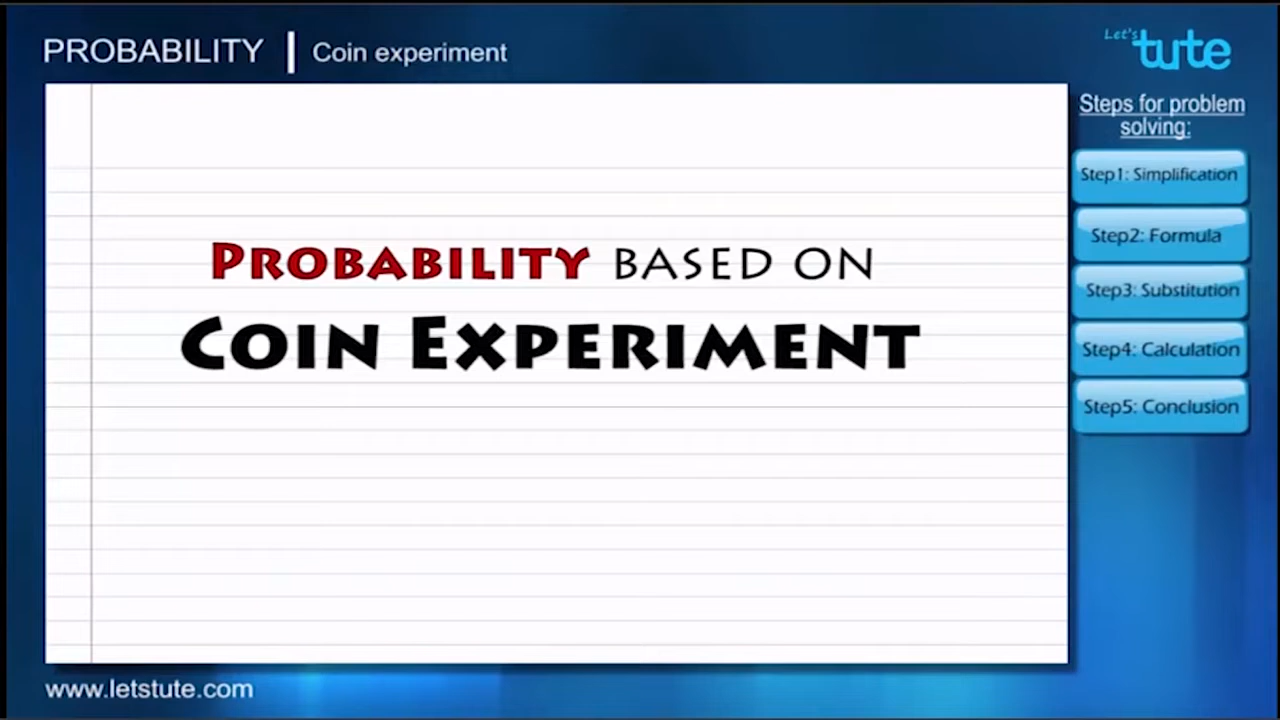 PROBABILITY | Coin experiment
Let's tute
Steps for problem
solving:
Step1: Simplification
Step2: Formula
Step3: Substitution
Step4: Calculation
Step5: Conclusion
PROBABILITY BASED ON
COIN EXPERIMENT
www.letstute.com